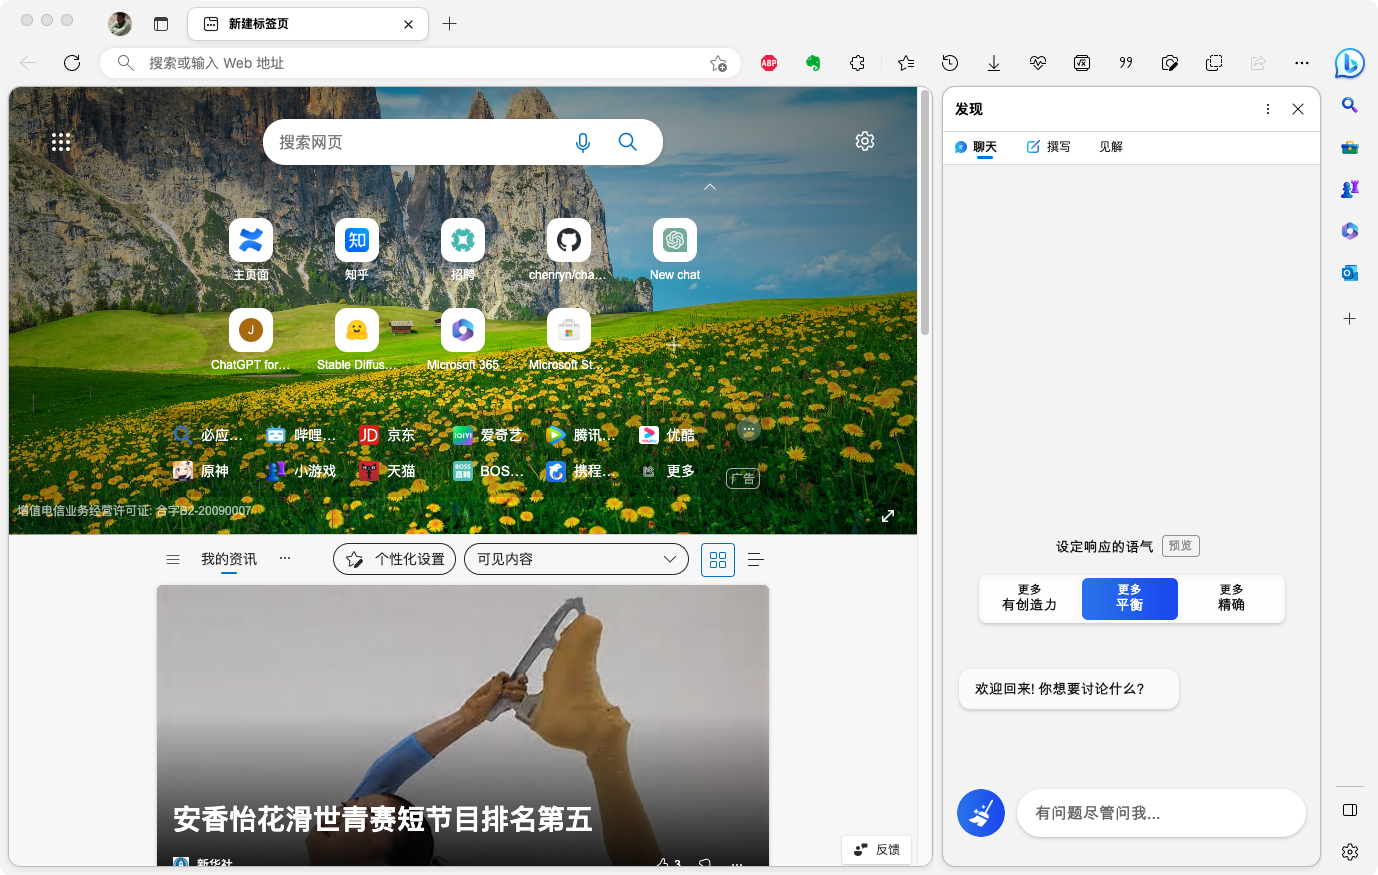 新建标签页
搜索或输入 Web 地址
ABP
发现
聊天
撰写
见解
搜索网页
主页面
知乎
招聘
chenryn/cha...
New chat
J
ChatGPT for...
Stable Diffus...
Microsoft 365
Microsoft St...
必应...
哔哩...
JD 京东
iQIYI 爱奇艺
腾讯...
优酷
原神
小游戏
天猫
BOSS直聘 BOS...
携程...
更多
广告
增值电信业务经营许可证: 合字B2-20090007
我的资讯
个性化设置
可见内容
安香怡花滑世青赛短节目排名第五
新华社
3
反馈
设定响应的语气 预览
更多
有创造力
更多
平衡
更多
精确
欢迎回来! 你想要讨论什么?
有问题尽管问我...